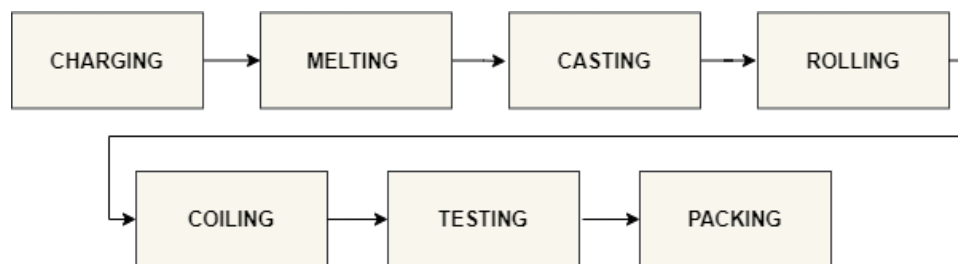 CHARGING
MELTING
CASTING
ROLLING
COILING
TESTING
PACKING